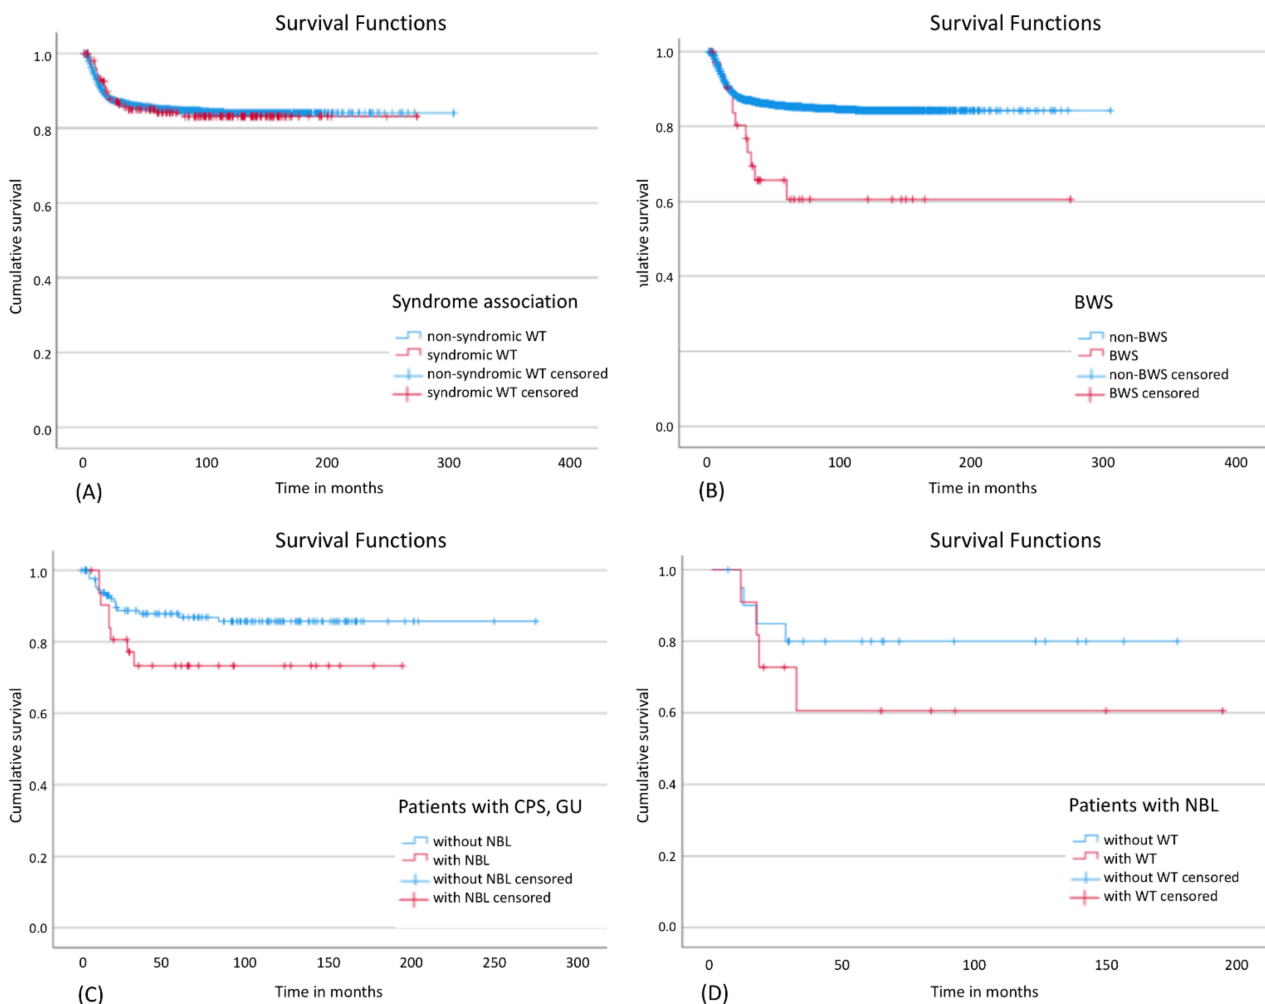 Survival Functions
1.0
0.8
0.6
0.4
0.2
0.0
Cumulative survival
Syndrome association
non-syndromic WT
syndromic WT
non-syndromic WT censored
syndromic WT censored
0 100 200 300 400
Time in months
(A)
Survival Functions
1.0
0.8
0.6
0.4
0.2
0.0
ulative survival
BWS
non-BWS
BWS
non-BWS censored
BWS censored
0 100 200 300 400
Time in months
(B)
Survival Functions
1.0
0.8
0.6
0.4
0.2
0.0
Cumulative survival
Patients with CPS, GU
without NBL
with NBL
without NBL censored
with NBL censored
0 50 100 150 200 250 300
Time in months
(C)
Survival Functions
1.0
0.8
0.6
0.4
0.2
0.0
Cumulative survival
Patients with NBL
without WT
with WT
without WT censored
with WT censored
0 50 100 150 200
Time in months
(D)